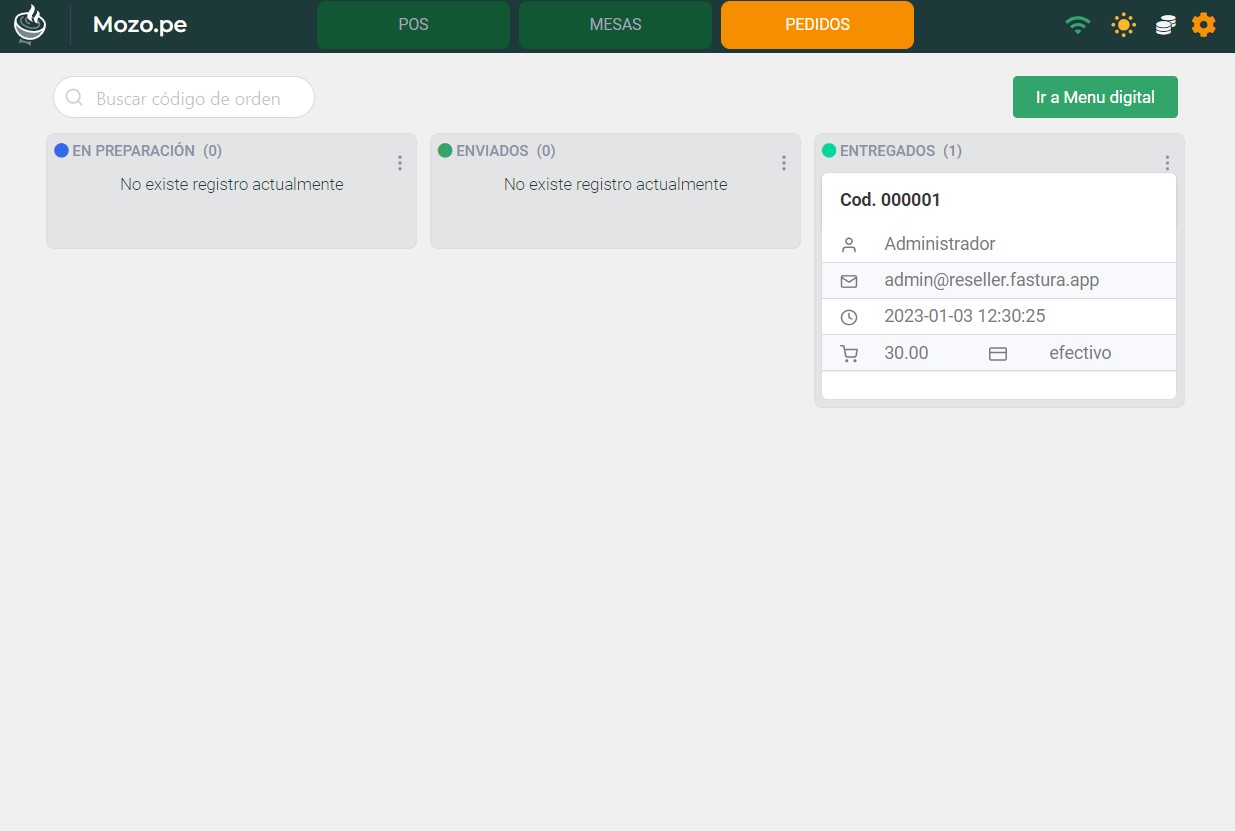 Mozo.pe
POS
MESAS
PEDIDOS
Buscar código de orden
Ir a Menu digital
EN PREPARACIÓN (0)
No existe registro actualmente
ENVIADOS (0)
No existe registro actualmente
ENTREGADOS (1)
Cod. 000001
Administrador
admin@reseller.fastura.app
2023-01-03 12:30:25
30.00 efectivo